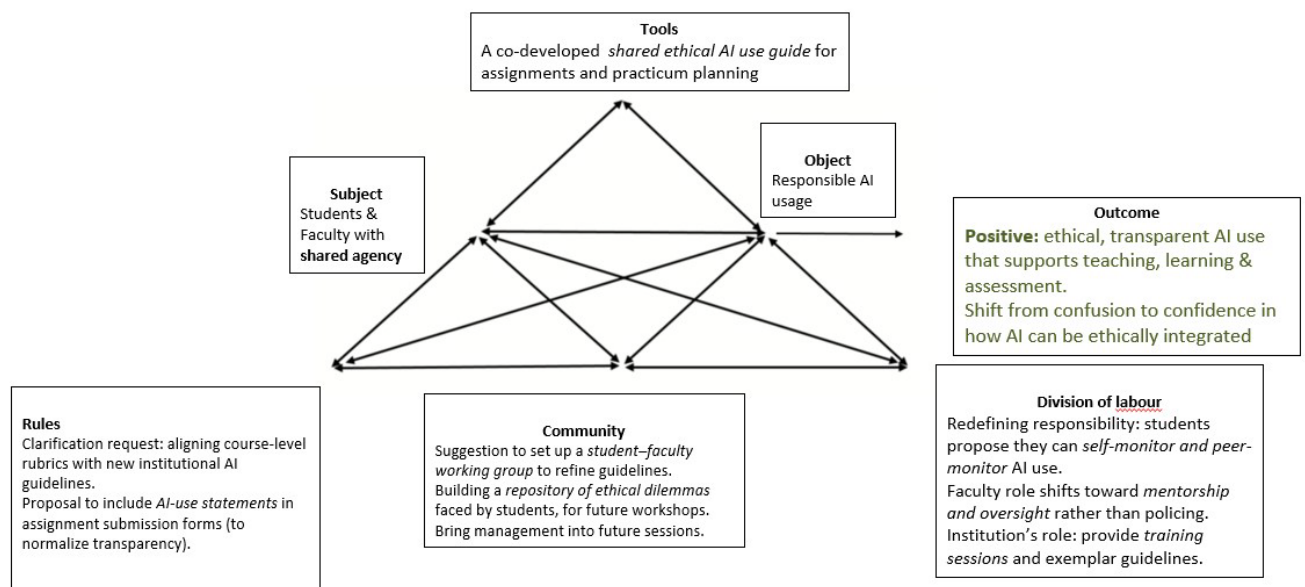 Tools
A co-developed shared ethical AI use guide for
assignments and practicum planning
Subject
Students &
Faculty with
shared agency
Object
Responsible AI
usage
Outcome
Positive: ethical, transparent AI use
that supports teaching, learning &
assessment.
Shift from confusion to confidence in
how AI can be ethically integrated
Rules
Clarification request: aligning course-level
rubrics with new institutional AI
guidelines.
Proposal to include AI-use statements in
assignment submission forms (to
normalize transparency).
Community
Suggestion to set up a student–faculty
working group to refine guidelines.
Building a repository of ethical dilemmas
faced by students, for future workshops.
Bring management into future sessions.
Division of labour
Redefining responsibility: students
propose they can self-monitor and peer-
monitor AI use.
Faculty role shifts toward mentorship
and oversight rather than policing.
Institution’s role: provide training
sessions and exemplar guidelines.